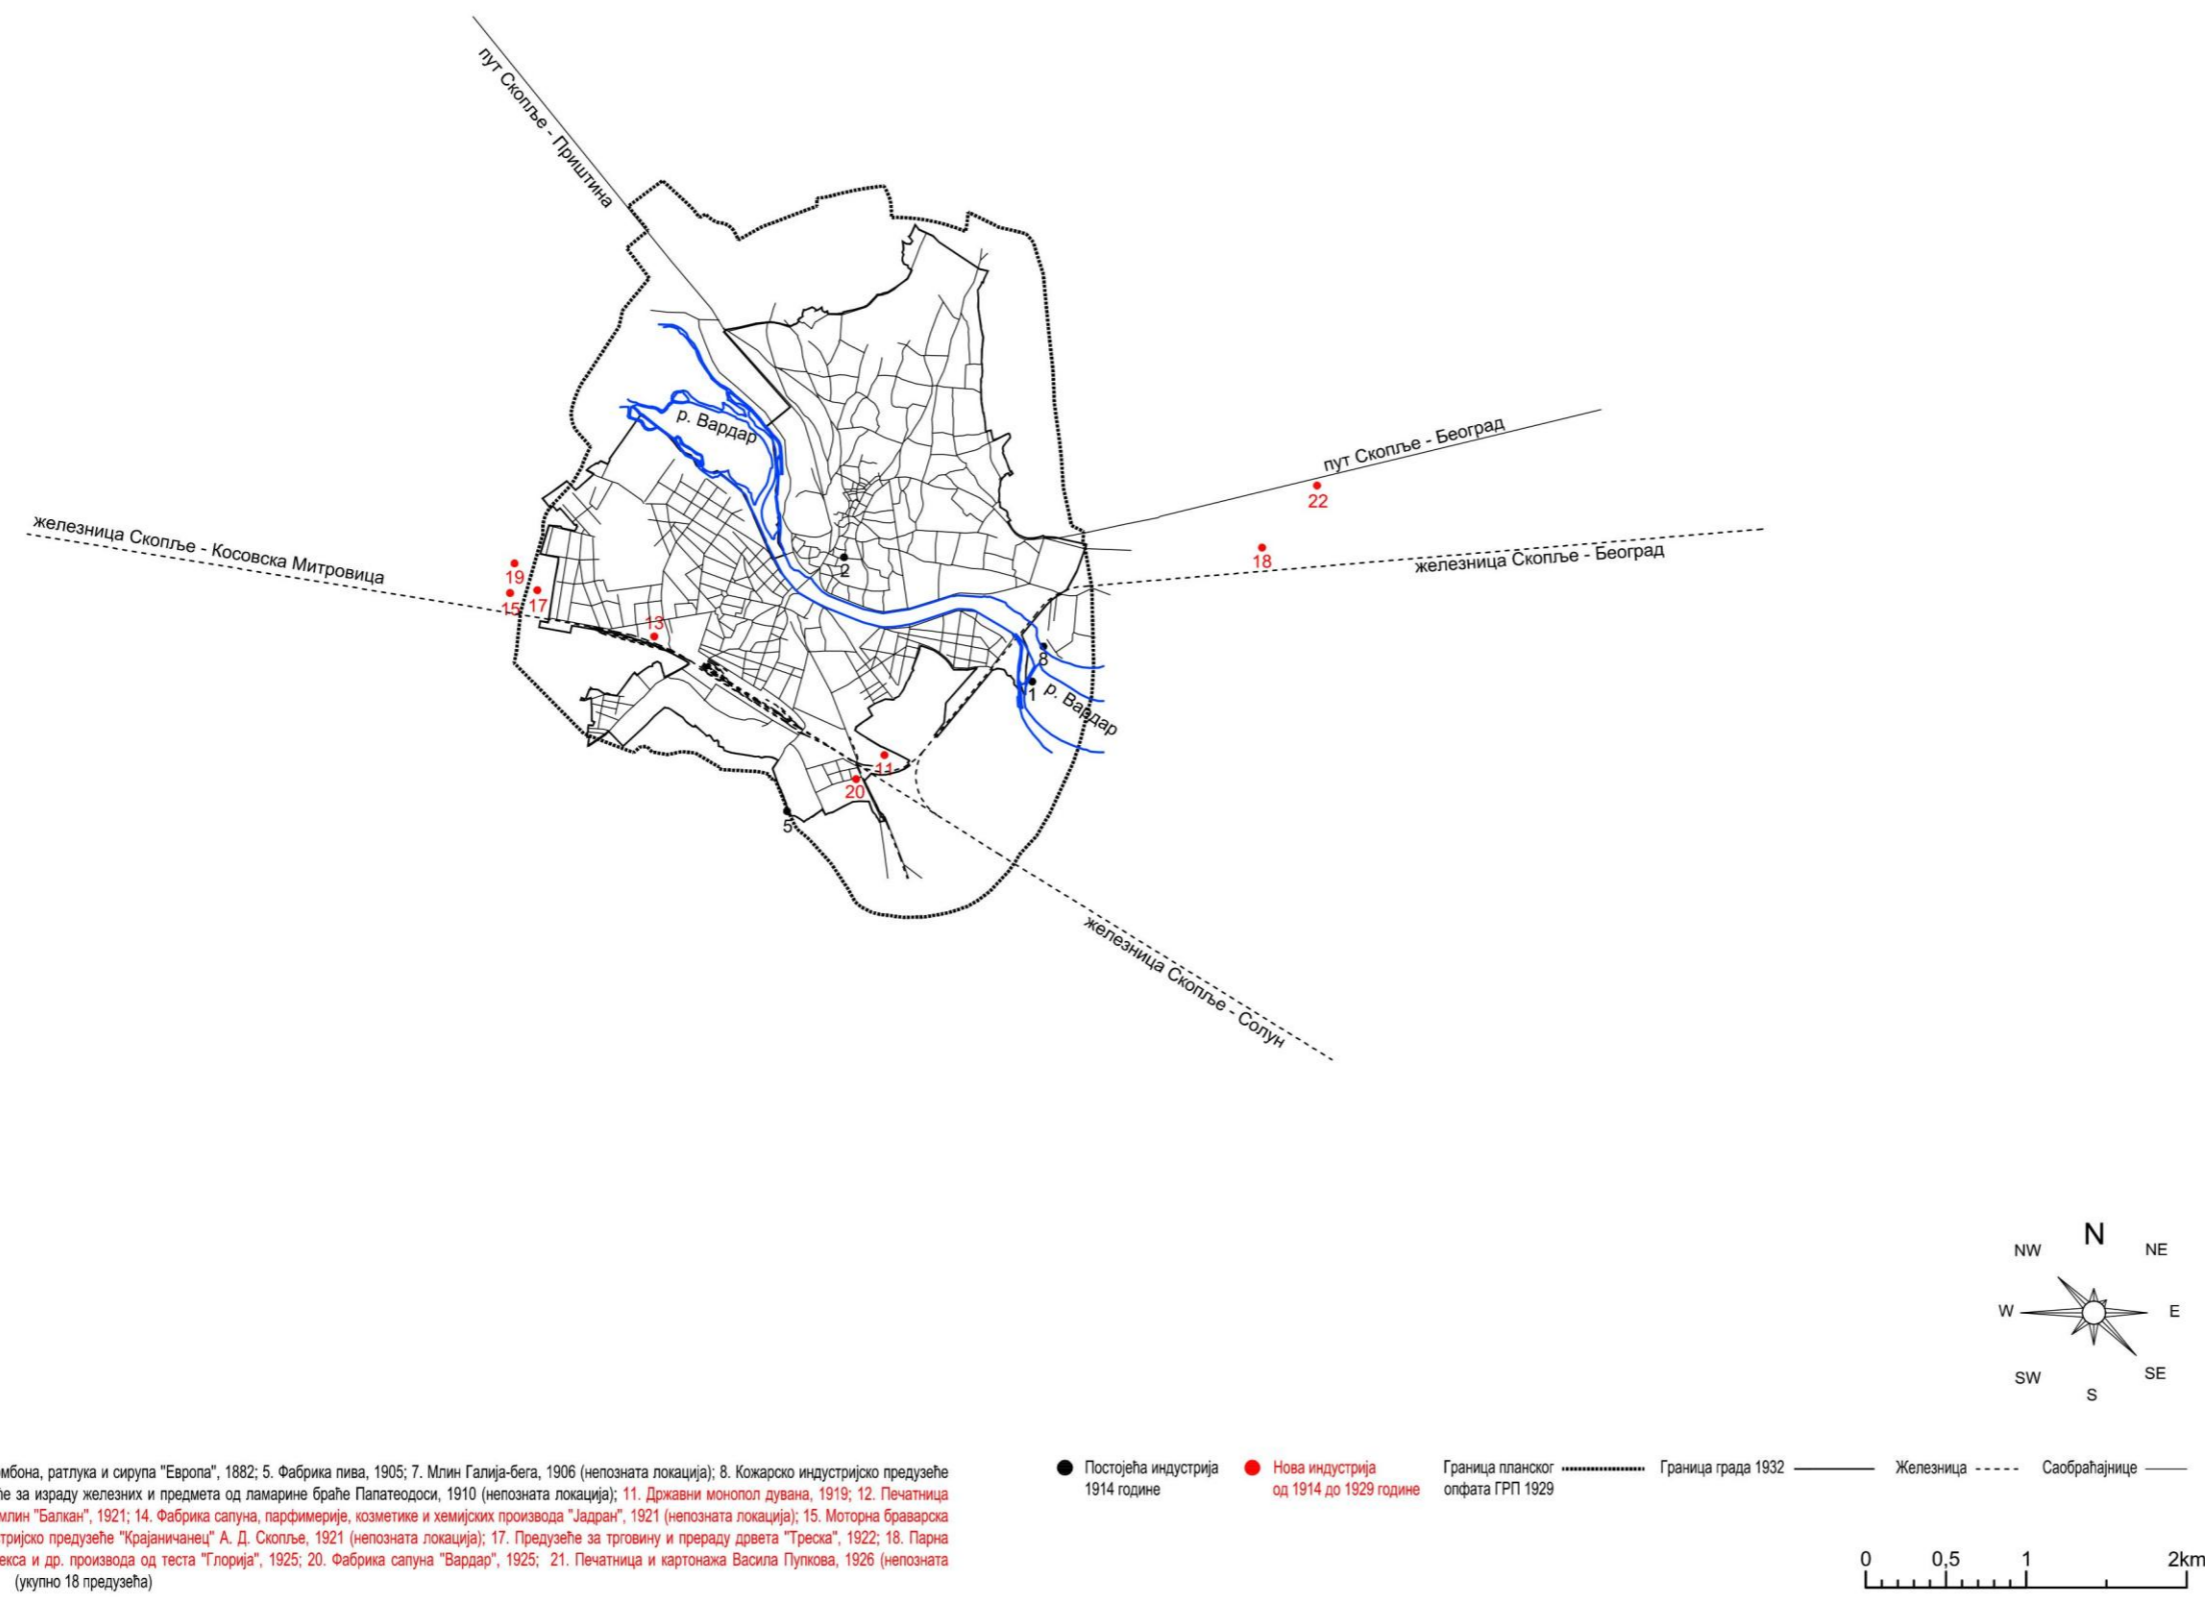 пут Скопље - Приштина
р. Вардар
пут Скопље - Београд
22
18
железница Скопље - Београд
железница Скопље - Косовска Митровица
19
15
17
13
2
8
1
р. Вардар
11
20
5
железница Скопље - Солун
N
NW
NE
W
E
SW
SE
S
ратлука и сирупа "Европа", 1882; 5. Фабрика пива, 1905; 7. Млин Галија-бега, 1906 (непозната локација); 8. Кожарско индустријско предузеће
за израду железних и предмета од ламарине браће Папатеодоси, 1910 (непозната локација); 11. Државни монопол дувана, 1919; 12. Печатница
млин "Балкан", 1921; 14. Фабрика сапуна, парфимерије, козметике и хемијских производа "Јадран", 1921 (непозната локација); 15. Моторна браварска
предузеће "Крајаничанец" А. Д. Скопље, 1921 (непозната локација); 17. Предузеће за трговину и прераду дрвета "Треска", 1922; 18. Парна
и др. производа од теста "Глорија", 1925; 20. Фабрика сапуна "Вардар", 1925; 21. Печатница и картонажа Васила Пупкова, 1926 (непозната
(укупно 18 предузећа)
Постојећа индустрија
1914 године
Нова индустрија
од 1914 до 1929 године
Граница планског
опфата ГРП 1929
Граница града 1932
Железница
Саобраћајнице
0 0,5 1 2km